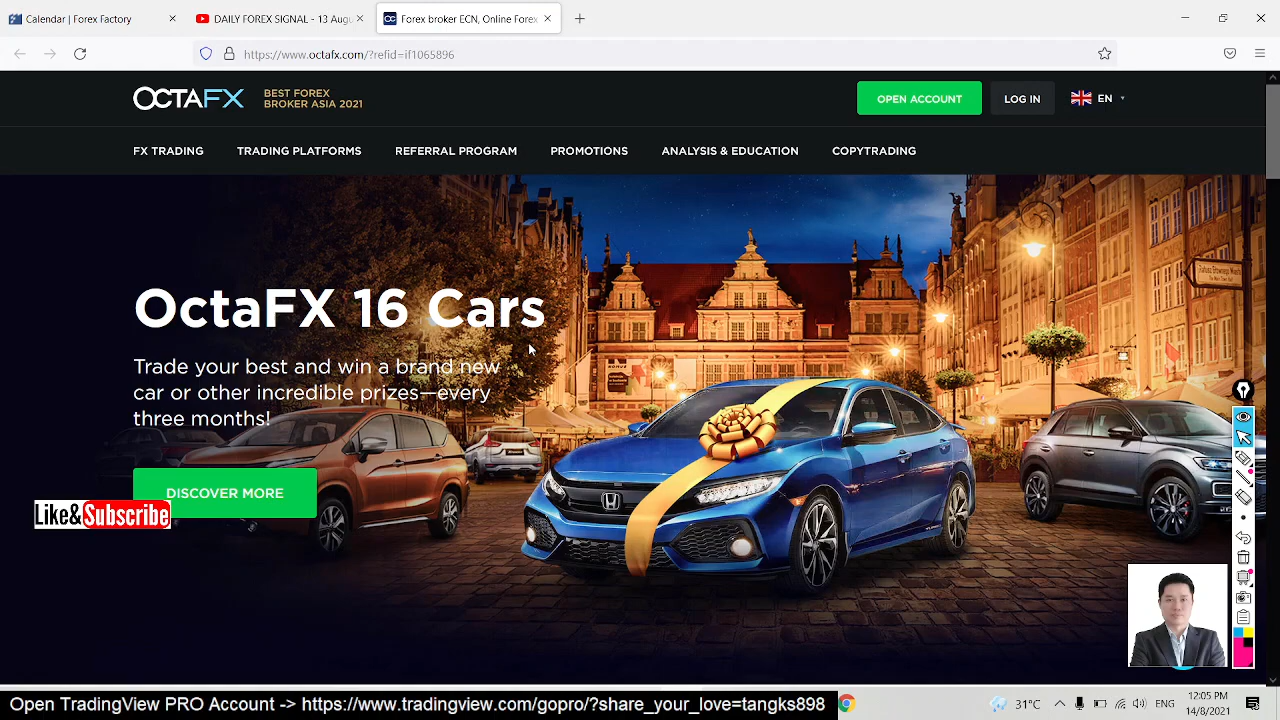 Calendar | Forex Factory
DAILY FOREX SIGNAL - 13 Augu
Forex broker ECN, Online Forex
https://www.octafx.com/?refid=if1065896
OCTAFX
BEST FOREX
BROKER ASIA 2021
OPEN ACCOUNT
LOG IN
EN
FX TRADING
TRADING PLATFORMS
REFERRAL PROGRAM
PROMOTIONS
ANALYSIS & EDUCATION
COPYTRADING
OctaFX 16 Cars
Trade your best and win a brand new
car or other incredible prizes—every
three months!
DISCOVER MORE
Like&Subscribe
Open TradingView PRO Account -> https://www.tradingview.com/gopro/?share_your_love=tangks898
31°C
ENG
12:05 PM
14/8/2021